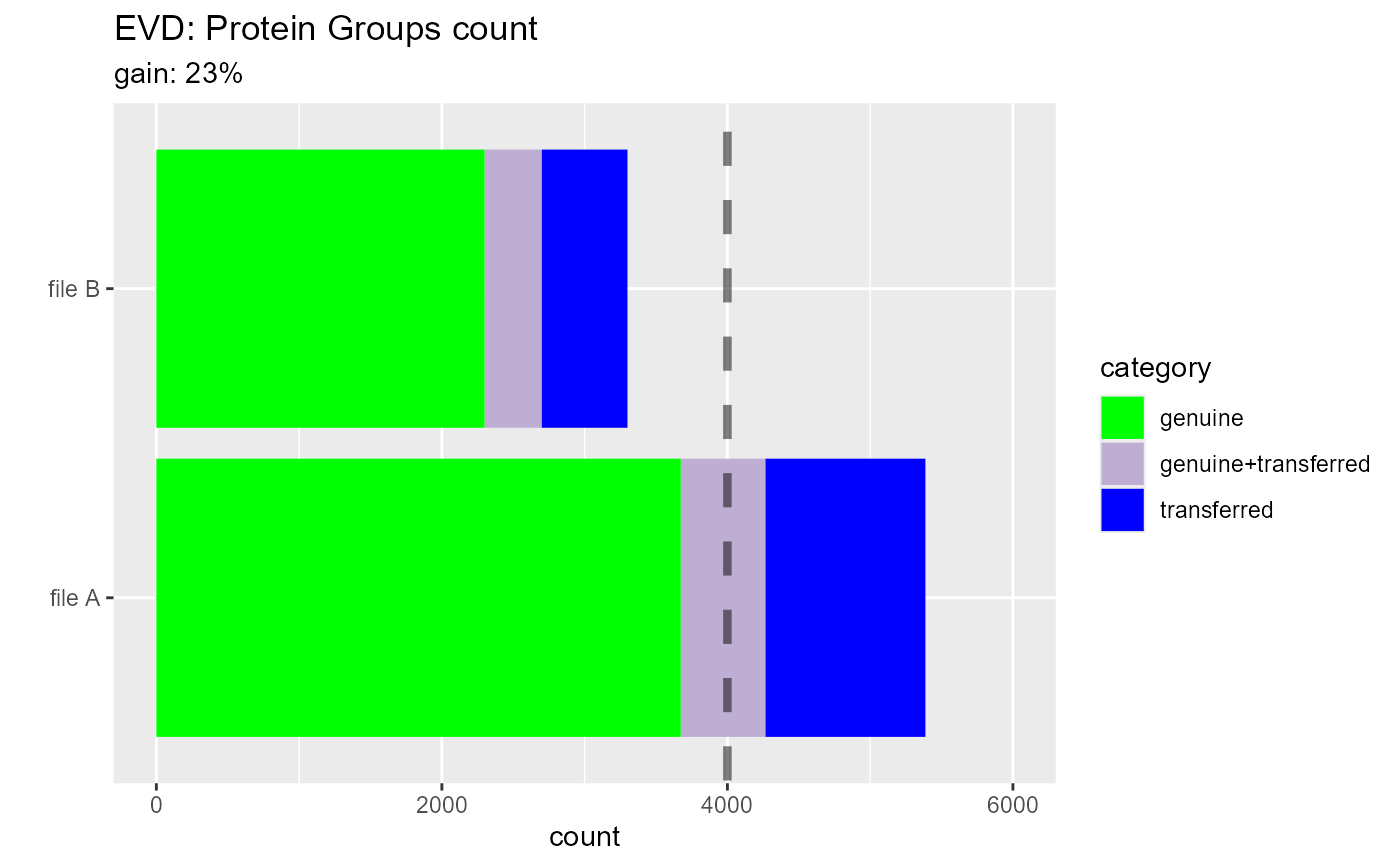 EVD: Protein Groups count
gain: 23%
file B
file A
0 2000 4000 6000
count
category
genuine
genuine+transferred
transferred